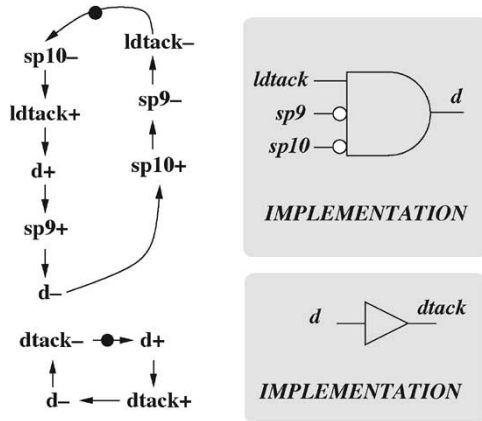 ldtack–
sp10–
ldtack+
sp9–
d+
sp10+
sp9+
d–
dtack–
d+
d–
dtack+
ldtack
sp9
sp10
d
IMPLEMENTATION
d
dtack
IMPLEMENTATION